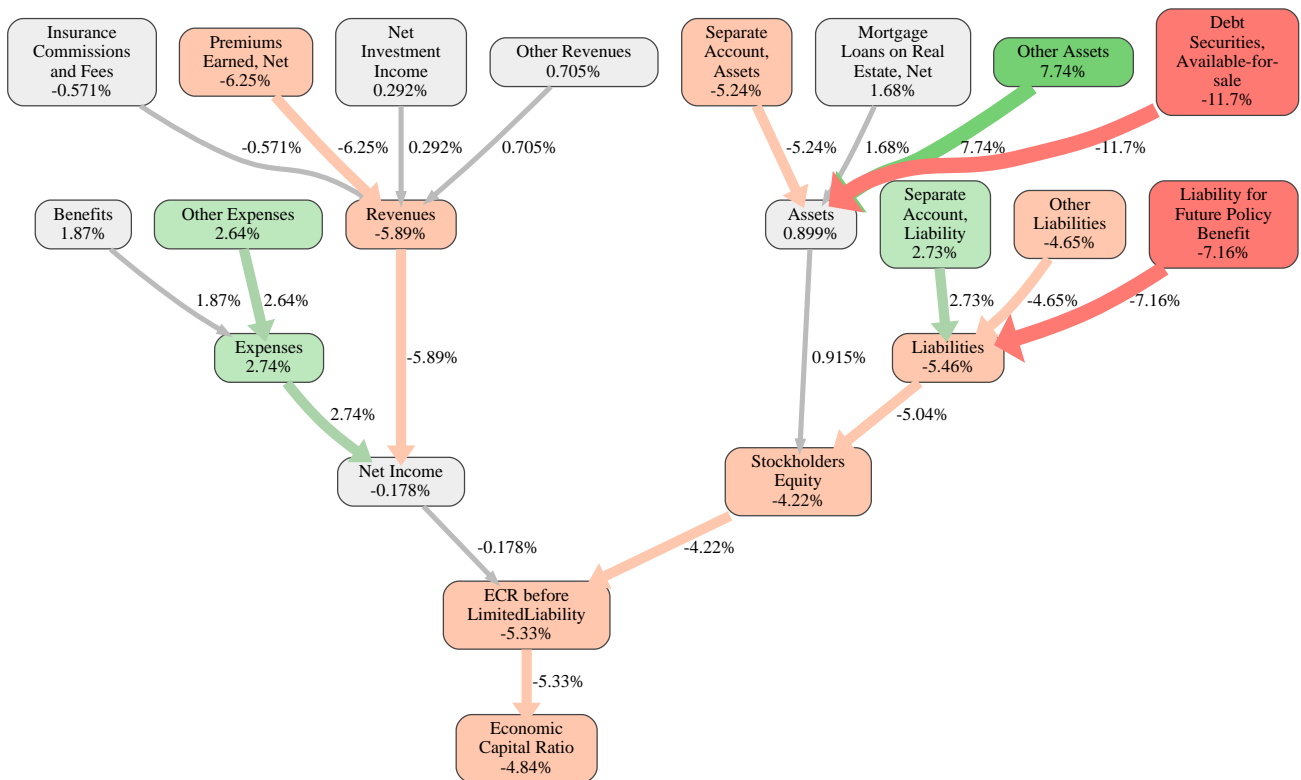 Insurance
Commissions
and Fees
-0.571%
Premiums
Earned, Net
-6.25%
Net
Investment
Income
0.292%
Other Revenues
0.705%
Separate
Account,
Assets
-5.24%
Mortgage
Loans on Real
Estate, Net
1.68%
Other Assets
7.74%
Debt
Securities,
Available-for-
sale
-11.7%
-0.571%
-6.25%
0.292%
0.705%
-5.24%
1.68%
7.74%
-11.7%
Benefits
1.87%
Other Expenses
2.64%
Revenues
-5.89%
Assets
0.899%
Separate
Account,
Liability
2.73%
Other
Liabilities
-4.65%
Liability for
Future Policy
Benefit
-7.16%
1.87%
2.64%
2.73%
-4.65%
-7.16%
Expenses
2.74%
-5.89%
0.915%
Liabilities
-5.46%
2.74%
-5.04%
Net Income
-0.178%
Stockholders
Equity
-4.22%
-0.178%
-4.22%
ECR before
LimitedLiability
-5.33%
-5.33%
Economic
Capital Ratio
-4.84%